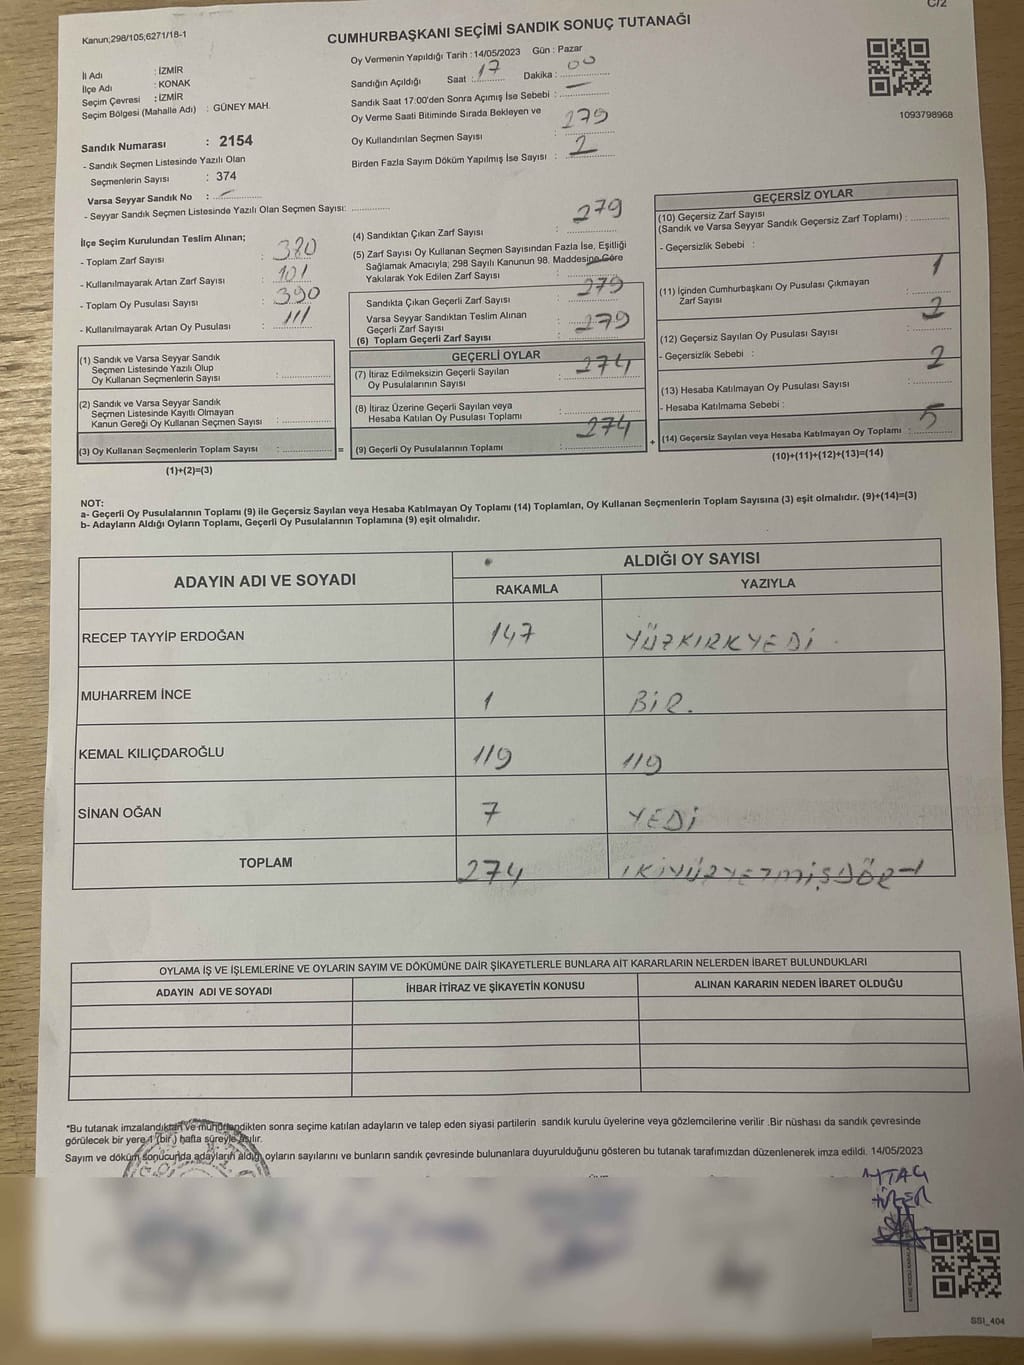 C/2
Kanun;298/105;6271/18-1
CUMHURBAŞKANI SEÇİMİ SANDIK SONUÇ TUTANAĞI
İl Adı : İZMİR
İlçe Adı : KONAK
Seçim Çevresi : İZMİR
Seçim Bölgesi (Mahalle Adı) : GÜNEY MAH.
Sandık Numarası : 2154
- Sandık Seçmen Listesinde Yazılı Olan
Seçmenlerin Sayısı : 374
Varsa Seyyar Sandık No :
- Seyyar Sandık Seçmen Listesinde Yazılı Olan Seçmen Sayısı:
Oy Vermenin Yapıldığı Tarih : 14/05/2023 Gün : Pazar
Sandığın Açıldığı Saat : 17 Dakika : 00
Sandık Saat 17:00'den Sonra Açımış İse Sebebi :
Oy Verme Saati Bitiminde Sırada Bekleyen ve
Oy Kullandırılan Seçmen Sayısı : 279
Birden Fazla Sayım Döküm Yapılmış İse Sayısı : 2
1093798968
İlçe Seçim Kurulundan Teslim Alınan;
- Toplam Zarf Sayısı : 380
- Kullanılmayarak Artan Zarf Sayısı : 101
- Toplam Oy Pusulası Sayısı : 390
- Kullanılmayarak Artan Oy Pusulası : 111
(1) Sandık ve Varsa Seyyar Sandık
Seçmen Listesinde Yazılı Olup
Oy Kullanan Seçmenlerin Sayısı :
(2) Sandık ve Varsa Seyyar Sandık
Seçmen Listesinde Kayıtlı Olmayan
Kanun Gereği Oy Kullanan Seçmen Sayısı :
(3) Oy Kullanan Seçmenlerin Toplam Sayısı :
(1)+(2)=(3)
(4) Sandıktan Çıkan Zarf Sayısı : 279
(5) Zarf Sayısı Oy Kullanan Seçmen Sayısından Fazla İse, Eşitliği
Sağlamak Amacıyla; 298 Sayılı Kanunun 98. Maddesine Göre
Yakılarak Yok Edilen Zarf Sayısı :
Sandıkta Çıkan Geçerli Zarf Sayısı : 279
Varsa Seyyar Sandıktan Teslim Alınan
Geçerli Zarf Sayısı :
(6) Toplam Geçerli Zarf Sayısı : 279
GEÇERLİ OYLAR
(7) İtiraz Edilmeksizin Geçerli Sayılan
Oy Pusulalarının Sayısı : 274
(8) İtiraz Üzerine Geçerli Sayılan veya
Hesaba Katılan Oy Pusulası Toplamı :
= (9) Geçerli Oy Pusulalarının Toplamı : 274
GEÇERSİZ OYLAR
(10) Geçersiz Zarf Sayısı
(Sandık ve Varsa Seyyar Sandık Geçersiz Zarf Toplamı) :
- Geçersizlik Sebebi :
(11) İçinden Cumhurbaşkanı Oy Pusulası Çıkmayan
Zarf Sayısı : 1
(12) Geçersiz Sayılan Oy Pusulası Sayısı : 2
- Geçersizlik Sebebi :
(13) Hesaba Katılmayan Oy Pusulası Sayısı : 2
- Hesaba Katılmama Sebebi :
+ (14) Geçersiz Sayılan veya Hesaba Katılmayan Oy Toplamı : 5
(10)+(11)+(12)+(13)=(14)
NOT:
a- Geçerli Oy Pusulalarının Toplamı (9) ile Geçersiz Sayılan veya Hesaba Katılmayan Oy Toplamı (14) Toplamları, Oy Kullanan Seçmenlerin Toplam Sayısına (3) eşit olmalıdır. (9)+(14)=(3)
b- Adayların Aldığı Oyların Toplamı, Geçerli Oy Pusulalarının Toplamına (9) eşit olmalıdır.
ADAYIN ADI VE SOYADI
ALDIĞI OY SAYISI
RAKAMLA YAZIYLA
RECEP TAYYİP ERDOĞAN 147 YÜZKIRKYEDİ
MUHARREM İNCE 1 BİR.
KEMAL KILIÇDAROĞLU 119 119
SİNAN OĞAN 7 YEDİ
TOPLAM 274 İKİYÜZYETMİŞDÖRT
OYLAMA İŞ VE İŞLEMLERİNE VE OYLARIN SAYIM VE DÖKÜMÜNE DAİR ŞİKAYETLERLE BUNLARA AİT KARARLARIN NELERDEN İBARET BULUNDUKLARI
ADAYIN ADI VE SOYADI İHBAR İTİRAZ VE ŞİKAYETİN KONUSU ALINAN KARARIN NEDEN İBARET OLDUĞU
"Bu tutanak imzalandıktan ve mühürlendikten sonra seçime katılan adayların ve talep eden siyasi partilerin sandık kurulu üyelerine veya gözlemcilerine verilir .Bir nüshası da sandık çevresinde
görülecek bir yere 1 (bir ) hafta süreyle asılır.
Sayım ve döküm sonucunda adayların aldığı oyların sayılarını ve bunların sandık çevresinde bulunanlara duyurulduğunu gösteren bu tutanak tarafımızdan düzenlenerek imza edildi. 14/05/2023
SSI_404